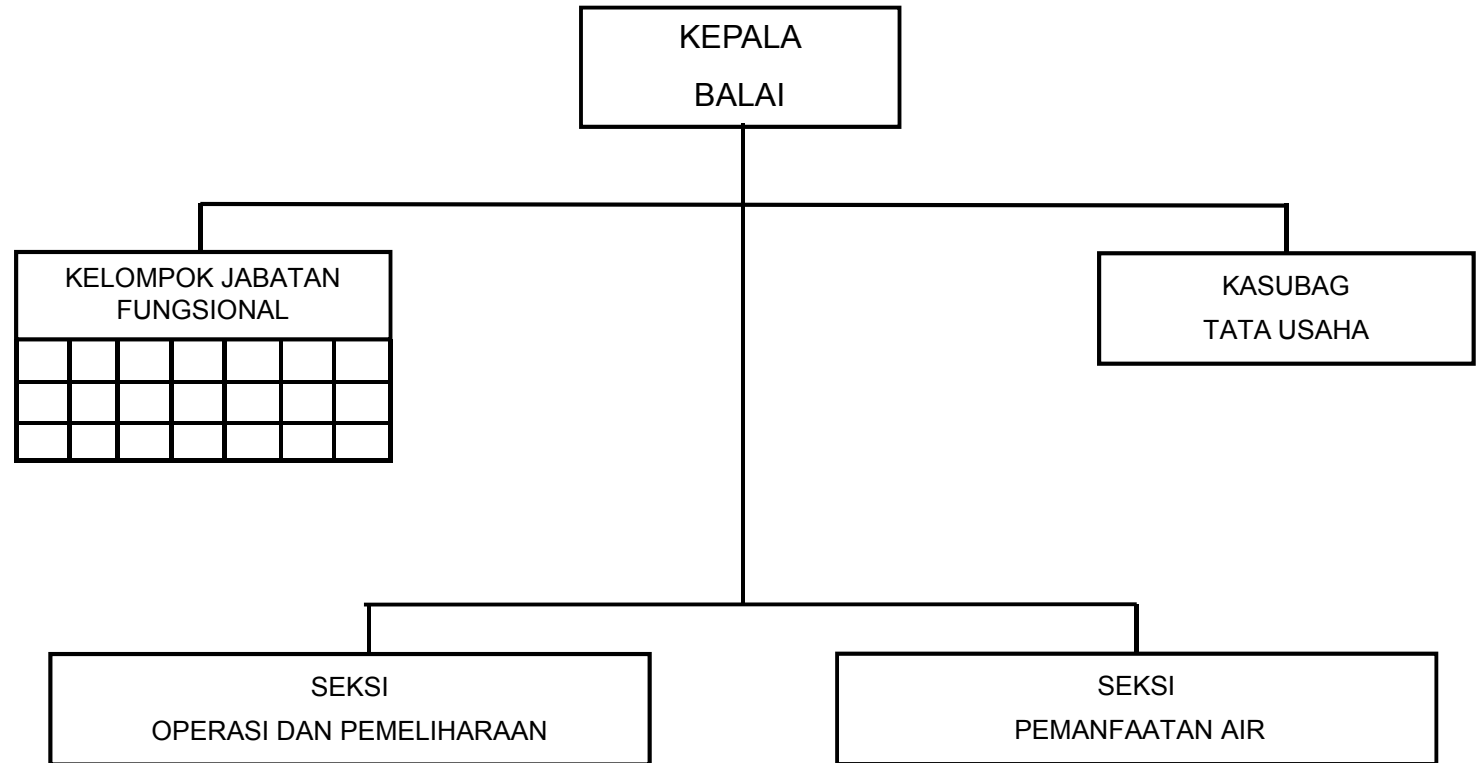 KEPALA
BALAI
KELOMPOK JABATAN
FUNGSIONAL
KASUBAG
TATA USAHA
SEKSI
OPERASI DAN PEMELIHARAAN
SEKSI
PEMANFAATAN AIR